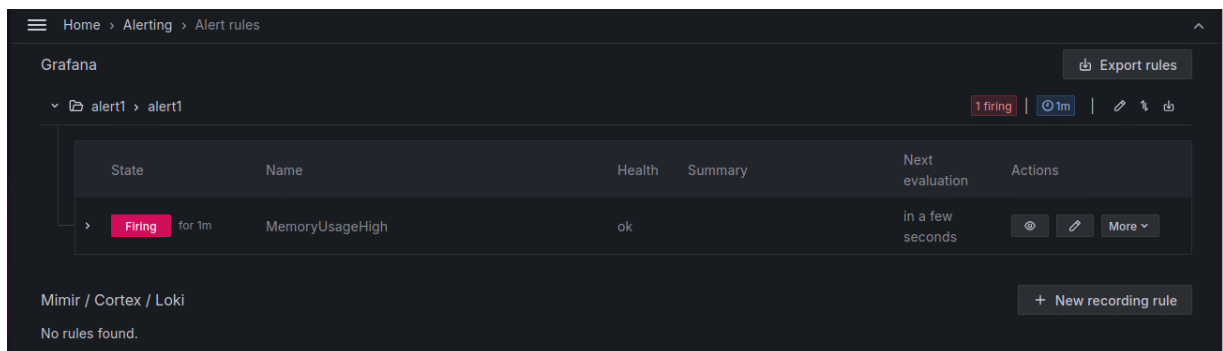 Home › Alerting › Alert rules
Grafana
Export rules
alert1 › alert1
1 firing | 1m |
State Name Health Summary Next evaluation Actions
Firing for 1m MemoryUsageHigh ok in a few seconds More
Mimir / Cortex / Loki
+ New recording rule
No rules found.